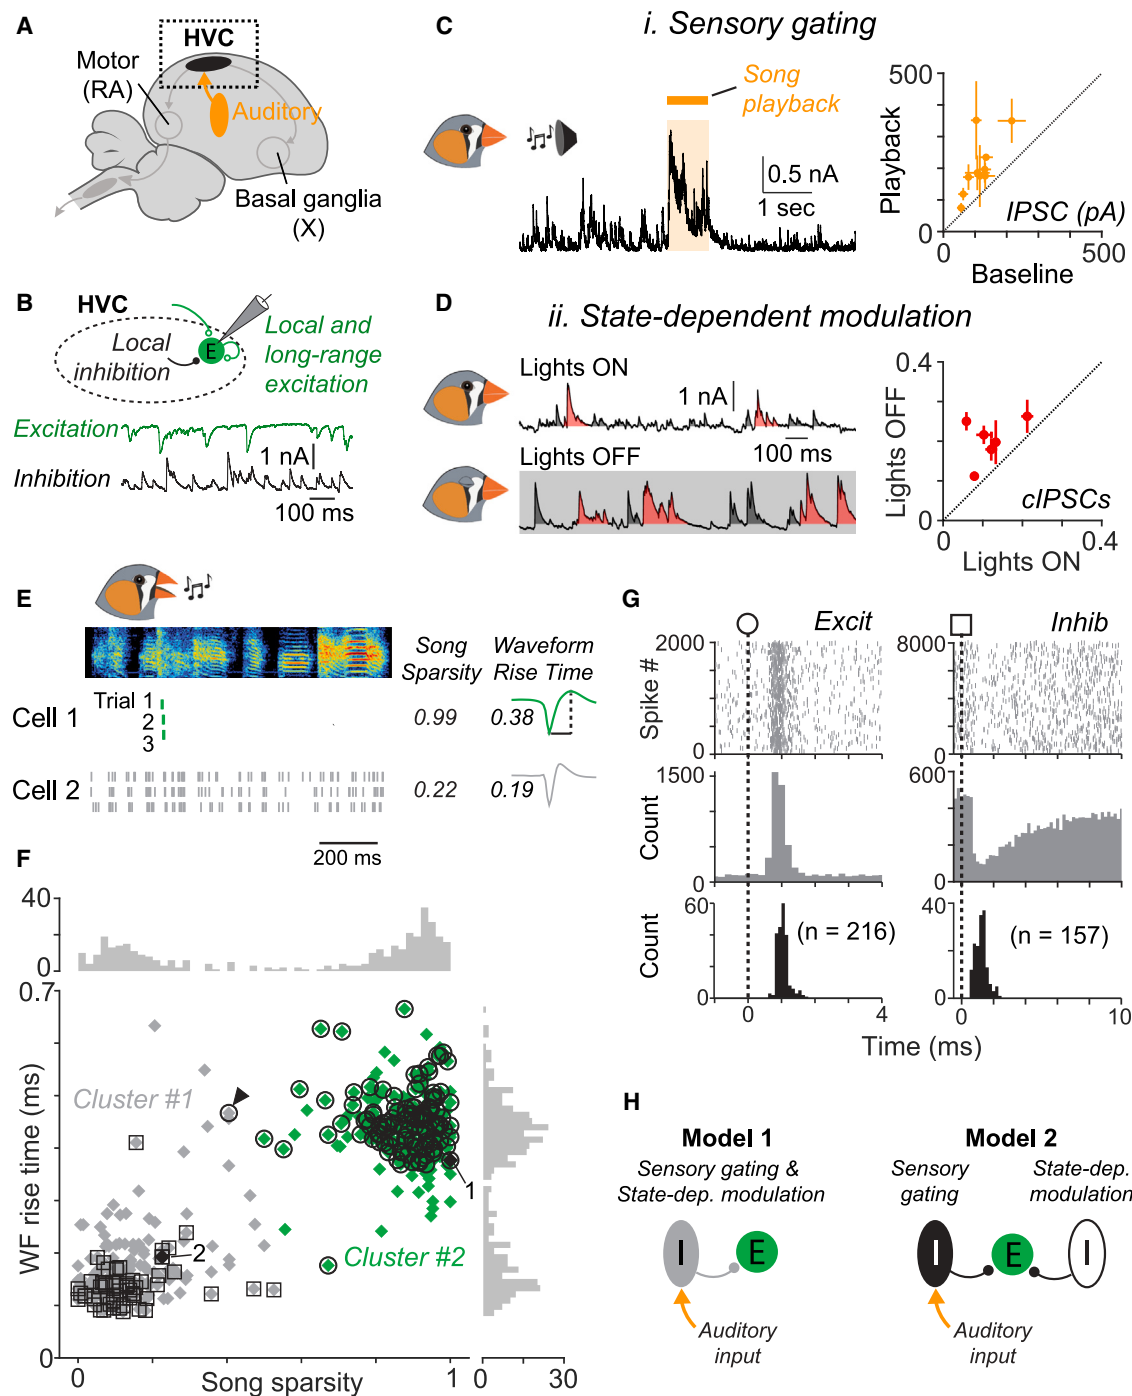 A
HVC
Motor
(RA)
Auditory
Basal ganglia
(X)
B
HVC
Local
inhibition
E
Local and
long-range
excitation
Excitation
Inhibition
1 nA
100 ms
C
i. Sensory gating
Song
playback
0.5 nA
1 sec
500
Playback
0
IPSC (pA)
0
500
Baseline
D
ii. State-dependent modulation
Lights ON
1 nA
100 ms
Lights OFF
0.4
Lights OFF
0
cIPSCs
0
0.4
Lights ON
E
Song
Sparsity
Waveform
Rise Time
Trial 1
2
3
Cell 1
0.99
0.38
Cell 2
0.22
0.19
200 ms
F
40
0
0.7
WF rise time (ms)
0
Cluster #1
Cluster #2
1
2
0
1
Song sparsity
0
30
G
Excit
Inhib
2000
Spike #
0
8000
0
1500
Count
0
600
0
60
Count
0
(n = 216)
40
0
(n = 157)
0
4
0
10
Time (ms)
H
Model 1
Sensory gating &
State-dep. modulation
I
E
Auditory
input
Model 2
Sensory
gating
State-dep.
modulation
I
E
I
Auditory
input